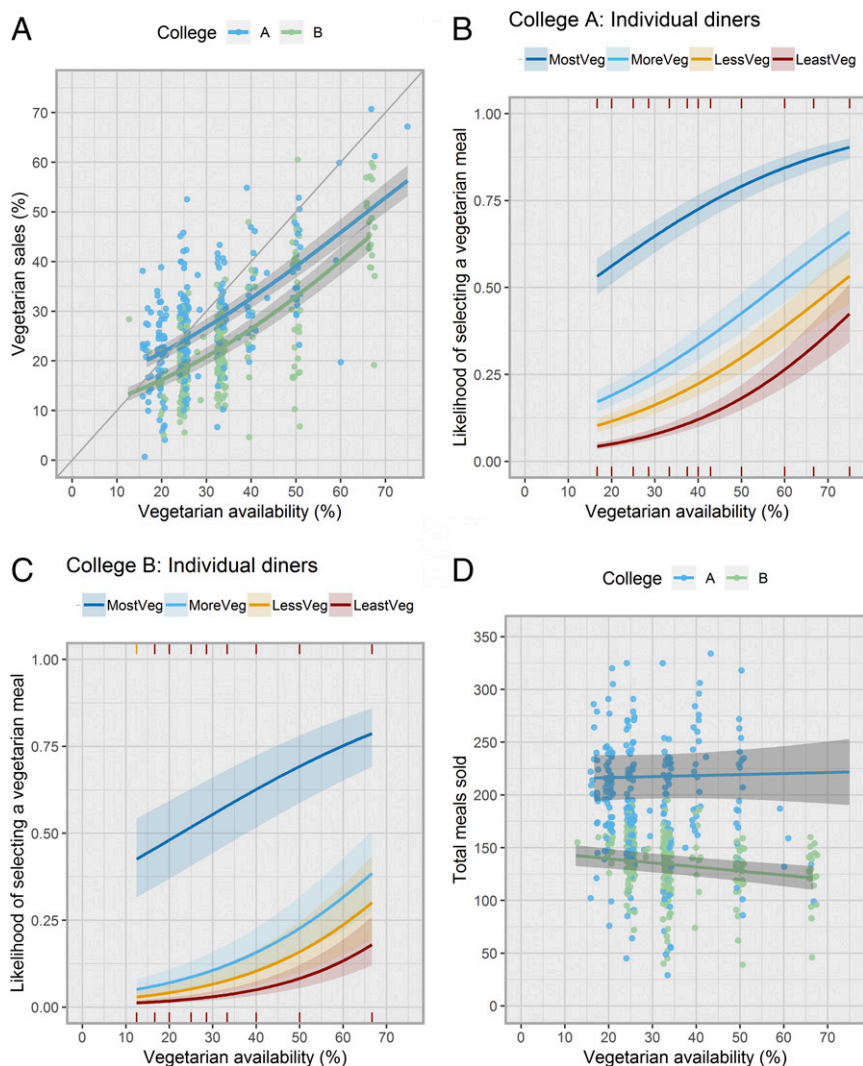 A
College A B
Vegetarian sales (%)
70
60
50
40
30
20
10
0
0 10 20 30 40 50 60 70
Vegetarian availability (%)
B
College A: Individual diners
MostVeg MoreVeg LessVeg LeastVeg
Likelihood of selecting a vegetarian meal
1.00
0.75
0.50
0.25
0.00
0 10 20 30 40 50 60 70
Vegetarian availability (%)
C
College B: Individual diners
MostVeg MoreVeg LessVeg LeastVeg
Likelihood of selecting a vegetarian meal
1.00
0.75
0.50
0.25
0.00
0 10 20 30 40 50 60 70
Vegetarian availability (%)
D
College A B
Total meals sold
350
300
250
200
150
100
50
0
0 10 20 30 40 50 60 70
Vegetarian availability (%)